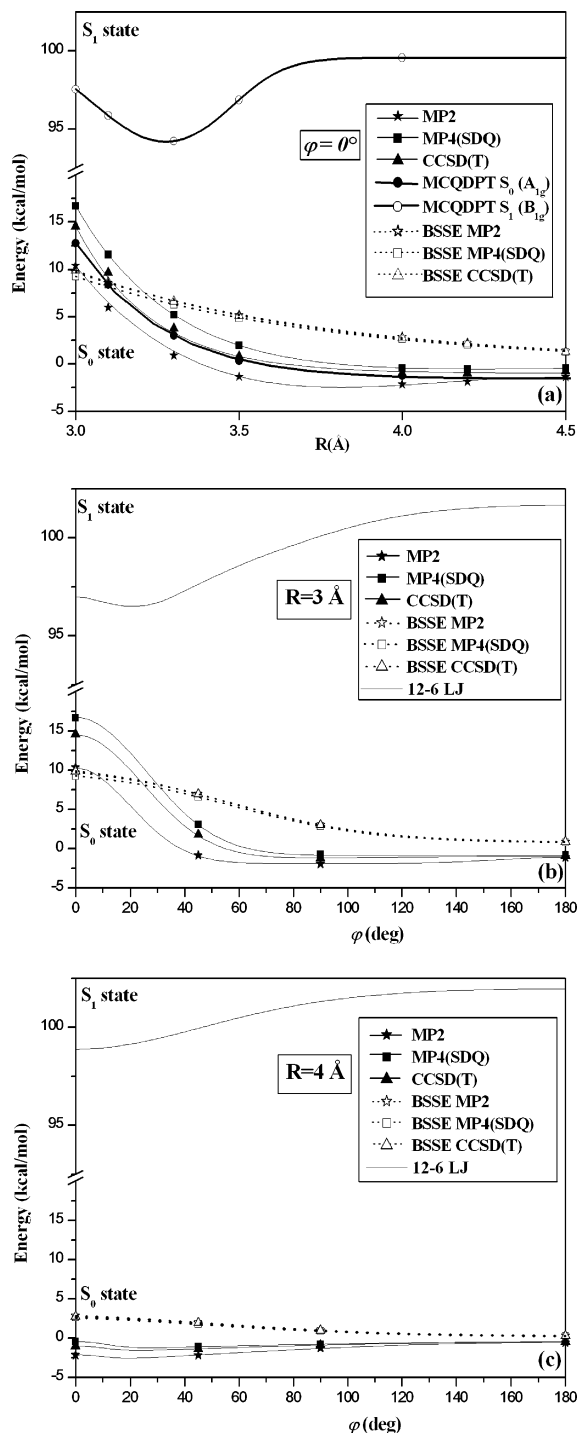 S1 state
100
95
φ = 0°
MP2
MP4(SDQ)
CCSD(T)
MCQDPT S0 (A1g)
MCQDPT S1 (B1g)
BSSE MP2
BSSE MP4(SDQ)
BSSE CCSD(T)
Energy (kcal/mol)
20
15
10
5
0
-5
S0 state
(a)
3.0
3.5
4.0
4.5
R(Å)
S1 state
100
95
R=3 Å
MP2
MP4(SDQ)
CCSD(T)
BSSE MP2
BSSE MP4(SDQ)
BSSE CCSD(T)
12-6 LJ
Energy (kcal/mol)
15
10
5
0
-5
S0 state
(b)
0
20
40
60
80
100
120
140
160
180
φ (deg)
S1 state
100
95
R=4 Å
MP2
MP4(SDQ)
CCSD(T)
BSSE MP2
BSSE MP4(SDQ)
BSSE CCSD(T)
12-6 LJ
Energy (kcal/mol)
15
10
5
0
-5
S0 state
(c)
0
20
40
60
80
100
120
140
160
180
φ (deg)